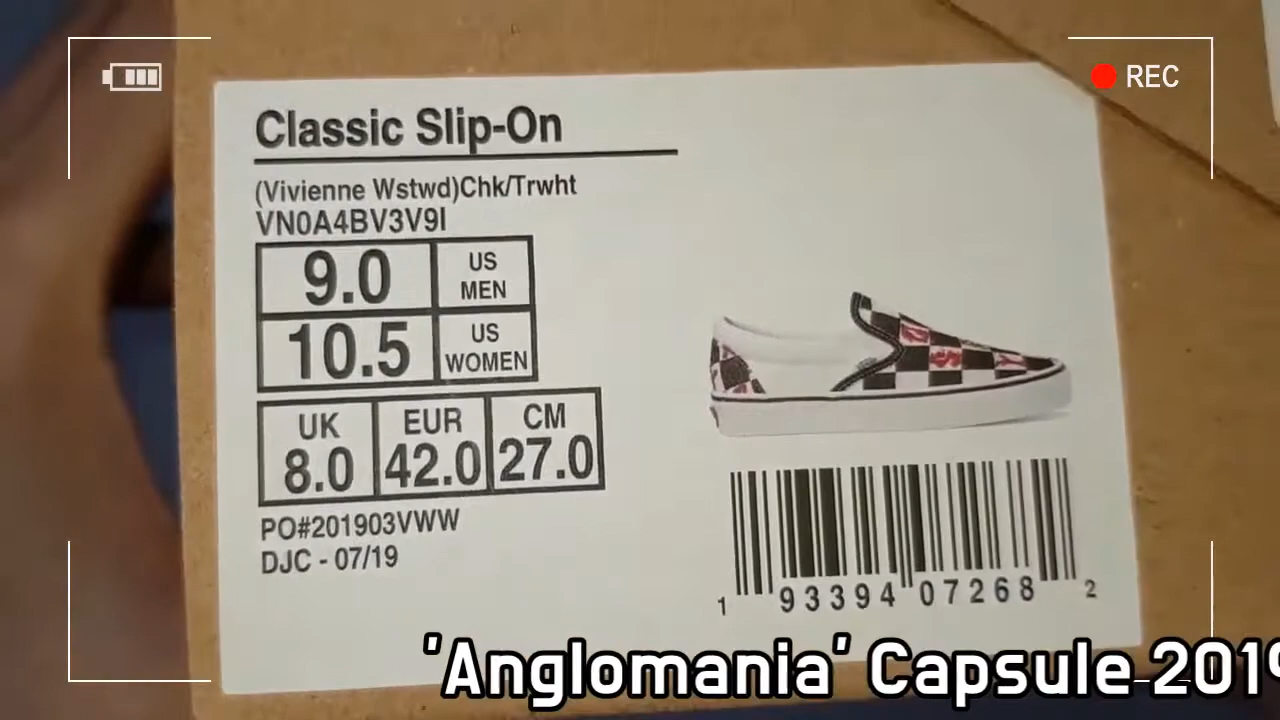 REC
Classic Slip-On
(Vivienne Wstwd)Chk/Trwht
VN0A4BV3V9I
9.0 US MEN
10.5 US WOMEN
UK EUR CM
8.0 42.0 27.0
PO#201903VWW
DJC - 07/19
1 93394 07268 2
'Anglomania' Capsule 2019